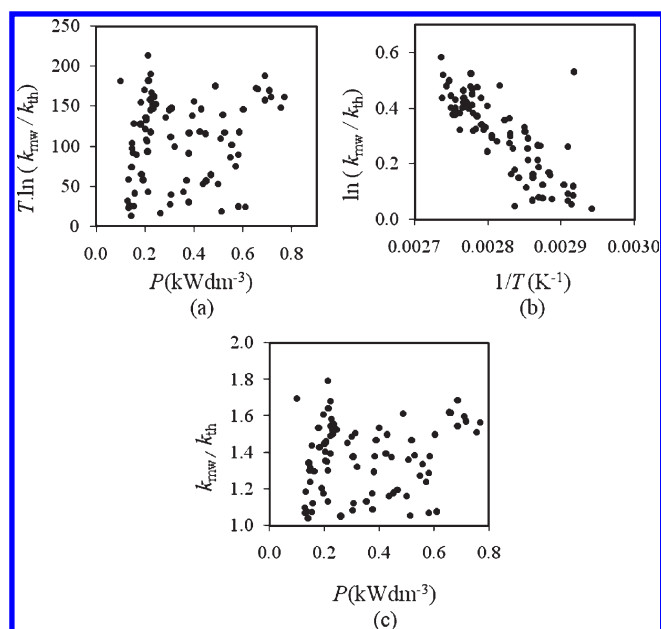 250
200
150
100
50
0
T.ln ( kmw / kth)
0.0 0.2 0.4 0.6 0.8
P(kWdm-3)
(a)
0.6
0.4
0.2
0.0
ln ( kmw / kth)
0.0027 0.0028 0.0029 0.0030
1/T (K-1)
(b)
2.0
1.8
1.6
1.4
1.2
1.0
kmw / kth
0.0 0.2 0.4 0.6 0.8
P(kWdm-3)
(c)